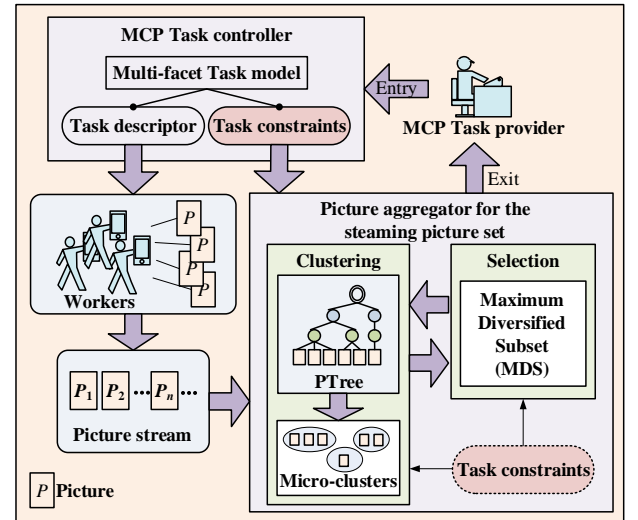 MCP Task controller
Multi-facet Task model
Task descriptor
Task constraints
Entry
MCP Task provider
Exit
P
P
P
P
Workers
P1 P2 ... Pn ...
Picture stream
P Picture
Picture aggregator for the
steaming picture set
Clustering
PTree
Micro-clusters
Selection
Maximum
Diversified
Subset
(MDS)
Task constraints